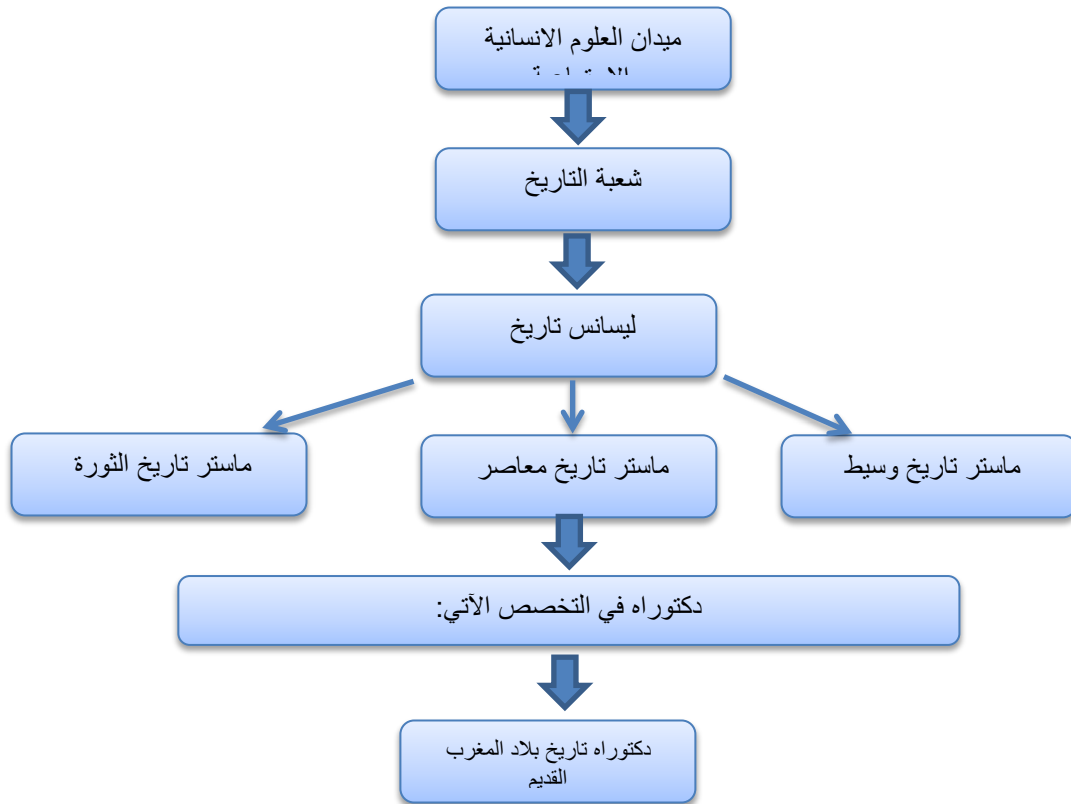 ميدان العلوم الانسانية
شعبة التاريخ
ليسانس تاريخ
ماستر تاريخ وسيط
ماستر تاريخ معاصر
ماستر تاريخ الثورة
دكتوراه في التخصص الآتي:
دكتوراه تاريخ بلاد المغرب
القديم